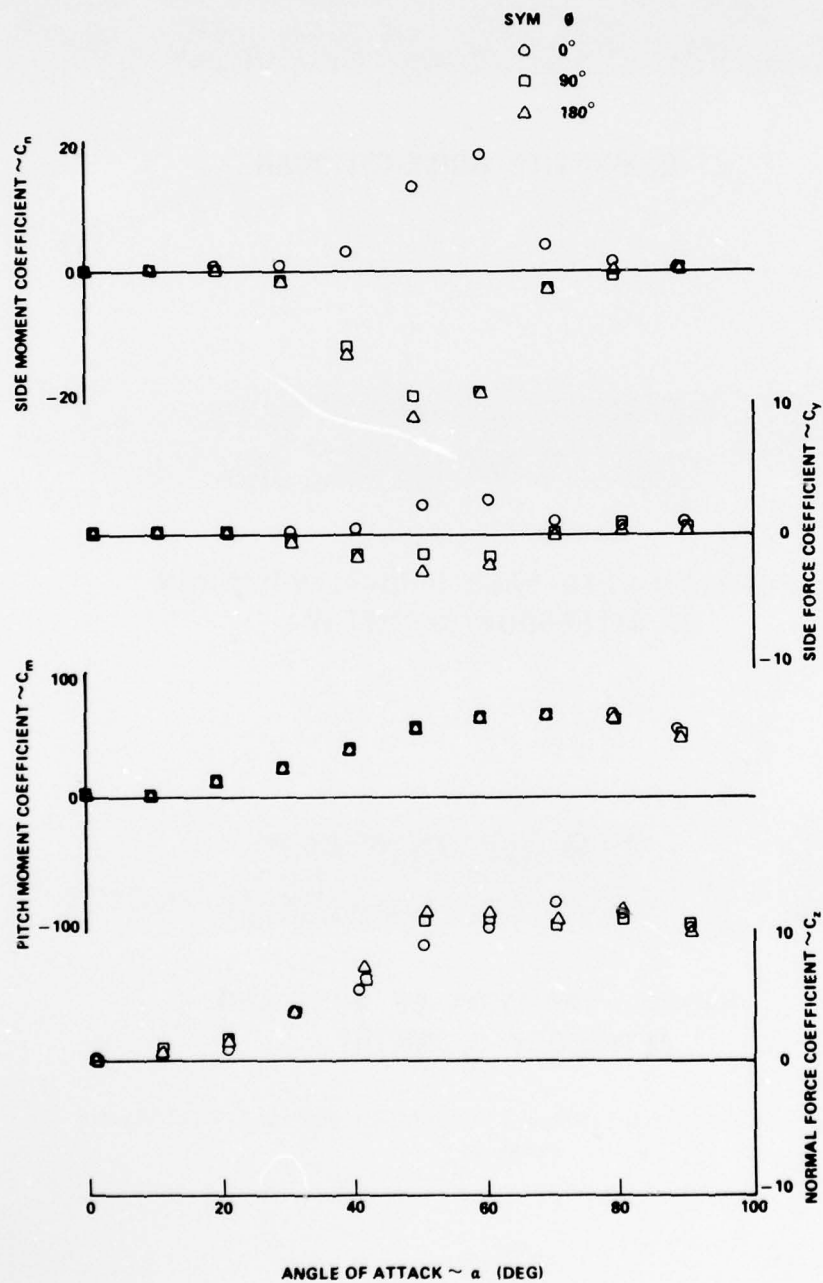 SYM ø
○ 0°
□ 90°
△ 180°
SIDE MOMENT COEFFICIENT ~ Cn
20
0
-20
SIDE FORCE COEFFICIENT ~ Cy
10
0
-10
PITCH MOMENT COEFFICIENT ~ Cm
100
0
-100
NORMAL FORCE COEFFICIENT ~ Cz
10
0
-10
0 20 40 60 80 100
ANGLE OF ATTACK ~ α (DEG)